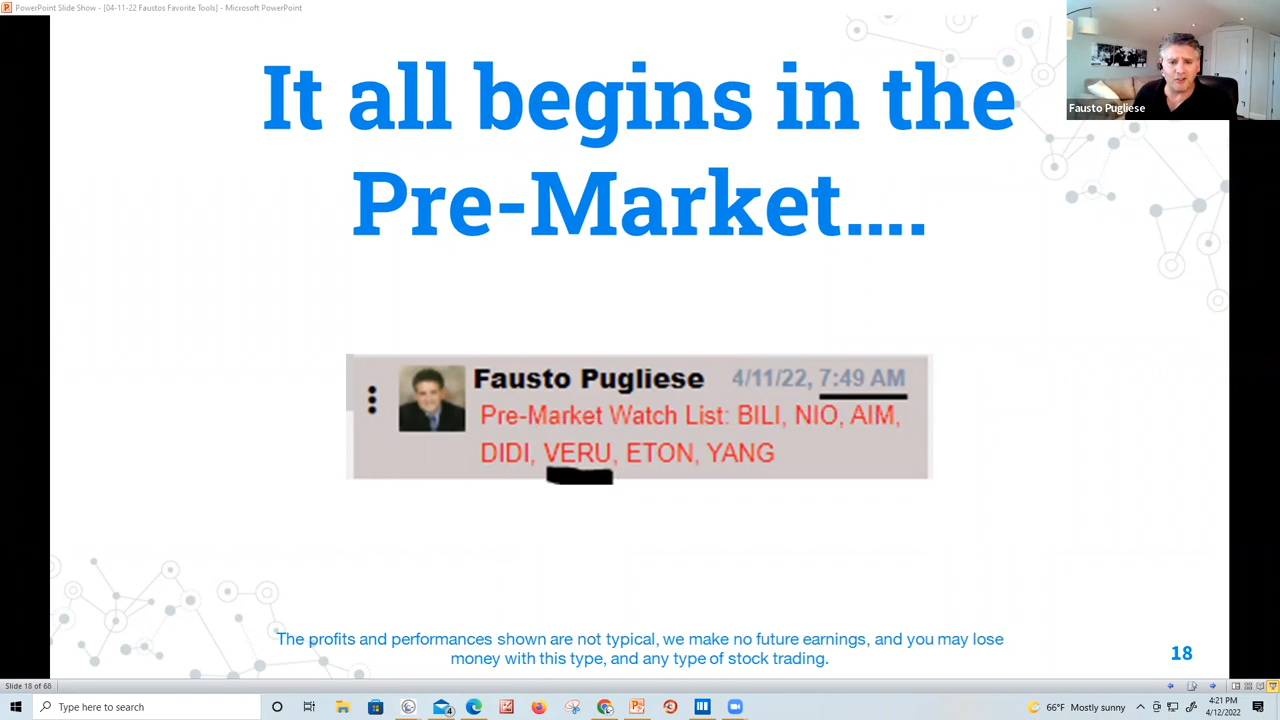 PowerPoint Slide Show - [04-11-22 Faustos Favorite Tools] - Microsoft PowerPoint
Fausto Pugliese
It all begins in the
Pre-Market....
Fausto Pugliese 4/11/22, 7:49 AM
Pre-Market Watch List: BILI, NIO, AIM,
DIDI, VERU, ETON, YANG
The profits and performances shown are not typical, we make no future earnings, and you may lose
money with this type, and any type of stock trading.
18
Slide 18 of 68
Type here to search
4
66°F Mostly sunny
4:21 PM
4/12/2022